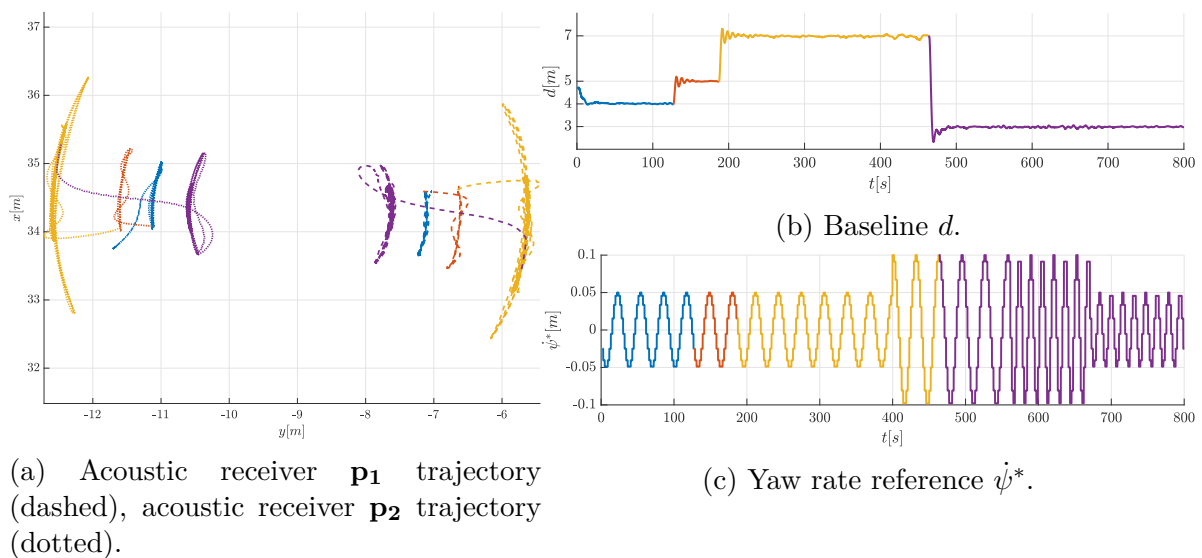 37
36
35
34
33
32
x[m]
-12
-11
-10
-9
-8
-7
-6
y[m]
(a) Acoustic receiver p₁ trajectory
(dashed), acoustic receiver p₂ trajectory
(dotted).
7
5
4
3
d[m]
0 100 200 300 400 500 600 700 800
t[s]
(b) Baseline d.
0.1
0.05
0
-0.05
-0.1
ψ̇*[m]
0 100 200 300 400 500 600 700 800
t[s]
(c) Yaw rate reference ψ̇*.